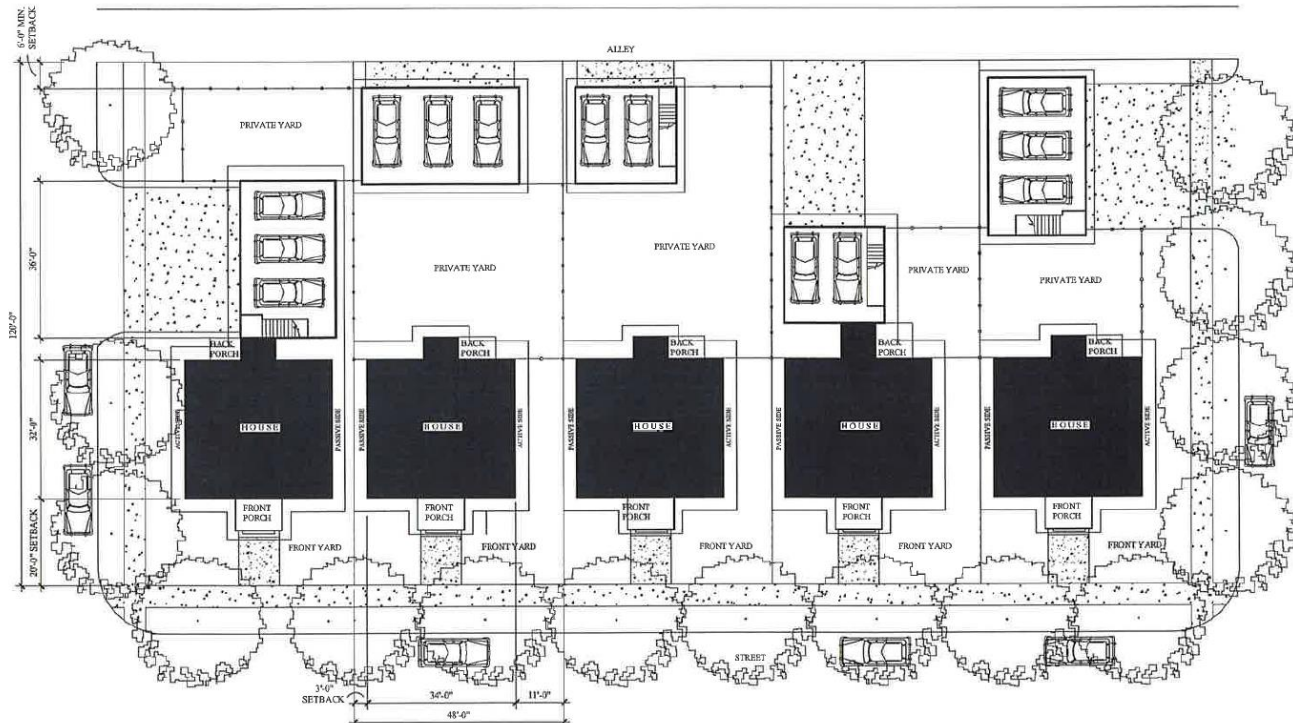 6'-0" MIN.
SETBACK
ALLEY
PRIVATE YARD
120'-0"
36'-0"
PRIVATE YARD
PRIVATE YARD
PRIVATE YARD
PRIVATE YARD
BACK
PORCH
BACK
PORCH
BACK
PORCH
BACK
PORCH
BACK
PORCH
32'-0"
ACTIVE SIDE
HOUSE
PASSIVE SIDE
PASSIVE SIDE
HOUSE
ACTIVE SIDE
PASSIVE SIDE
HOUSE
ACTIVE SIDE
PASSIVE SIDE
HOUSE
ACTIVE SIDE
PASSIVE SIDE
HOUSE
ACTIVE SIDE
20'-0" SETBACK
FRONT
PORCH
FRONT
PORCH
FRONT
PORCH
FRONT
PORCH
FRONT
PORCH
FRONT YARD
FRONT YARD
FRONT YARD
FRONT YARD
FRONT YARD
STREET
3'-0"
SETBACK
34'-0"
11'-0"
48'-0"